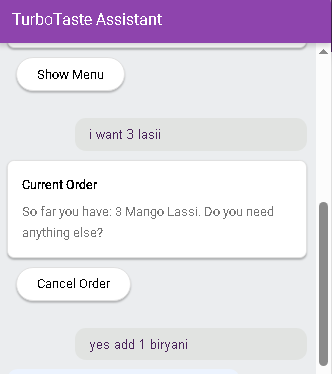 TurboTaste Assistant
Show Menu
i want 3 lasii
Current Order
So far you have: 3 Mango Lassi. Do you need
anything else?
Cancel Order
yes add 1 biryani